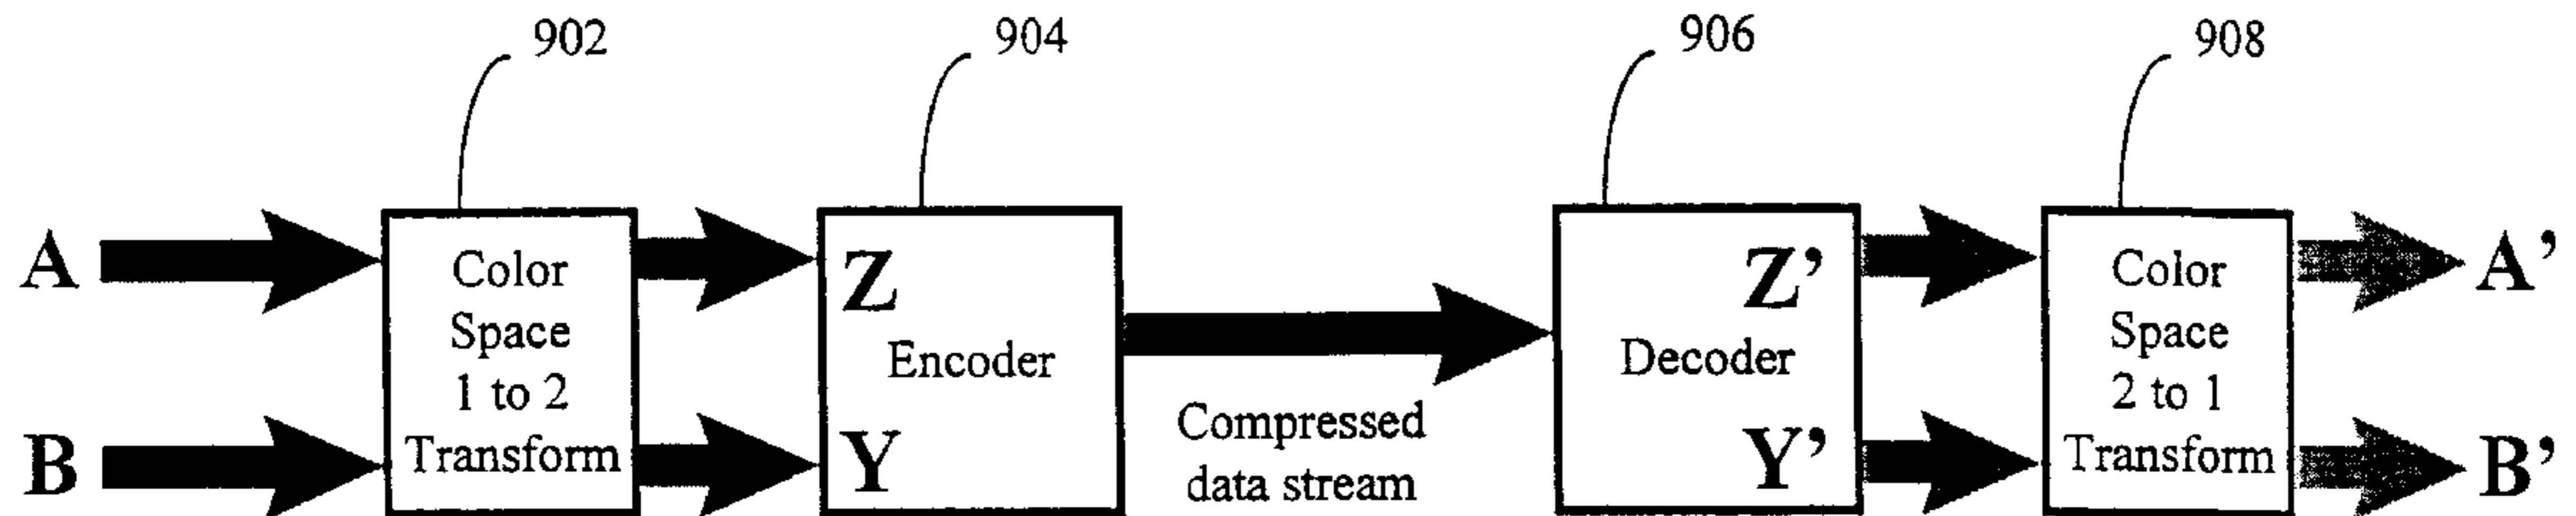 902
904
906
908
A
B
Color
Space
1 to 2
Transform
Z
Encoder
Y
Compressed
data stream
Z’
Decoder
Y’
Color
Space
2 to 1
Transform
A’
B’